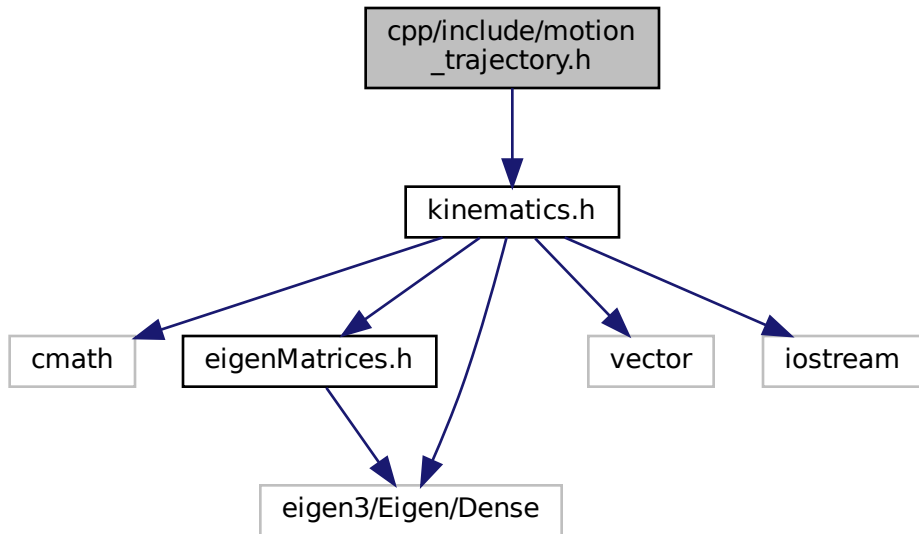 cpp/include/motion
_trajectory.h
kinematics.h
cmath
eigenMatrices.h
vector
iostream
eigen3/Eigen/Dense